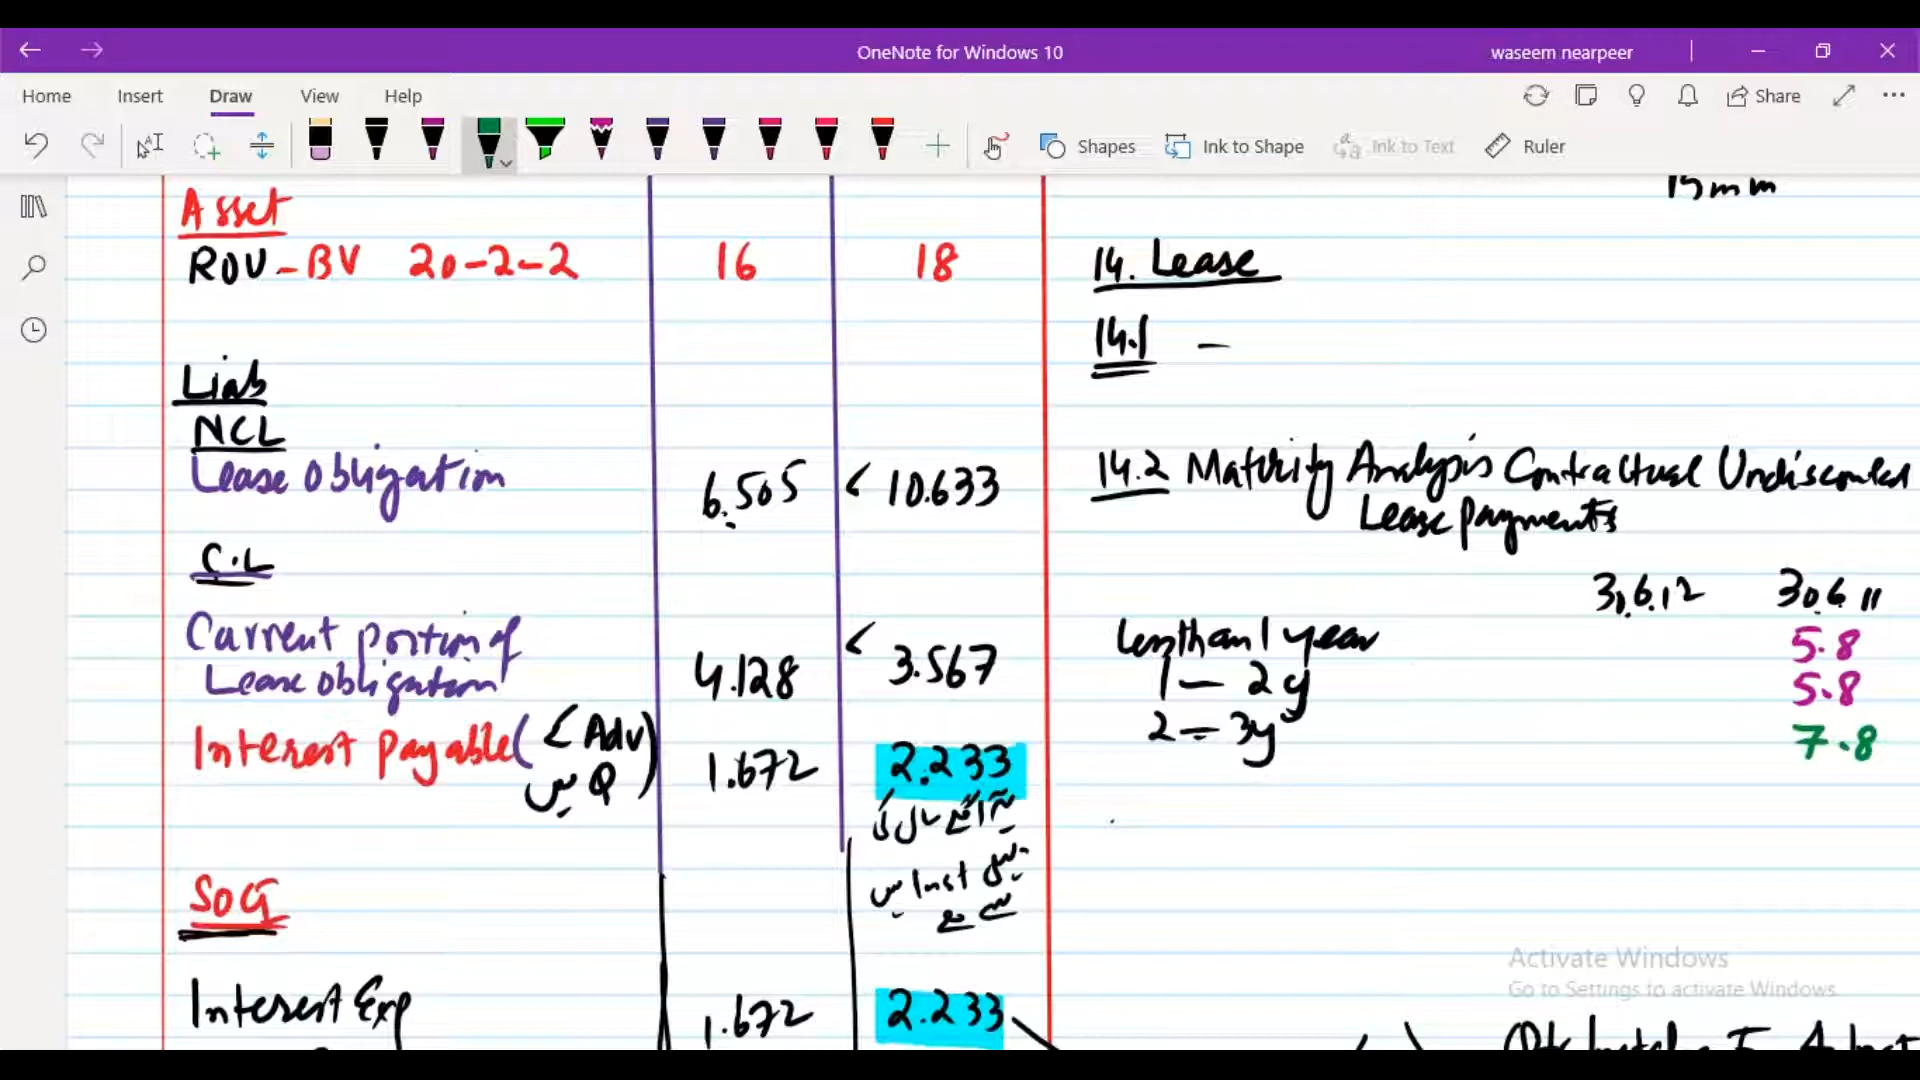 OneNote for Windows 10
waseem nearpeer
Home Insert Draw View Help
Share
Shapes Ink to Shape Ink to Text Ruler
Asset
ROU - BV 20-2-2 16 18
Liab
NCL
Lease Obligation 6.505 < 10.633
C.L
Current portion of
Lease obligation 4.128 < 3.567
Interest Payable ( < Adv
Q ) 1.672 2.233
Inst
SOCI
Interest Exp 1.672 2.233
15mm
14. Lease
14.1 —
14.2 Maturity Analysis Contractual Undiscounted
Lease payments
30.6.12 30.6.11
less than 1 year 5.8
1 — 2y 5.8
2 — 3y 7.8
Activate Windows
Go to Settings to activate Windows.